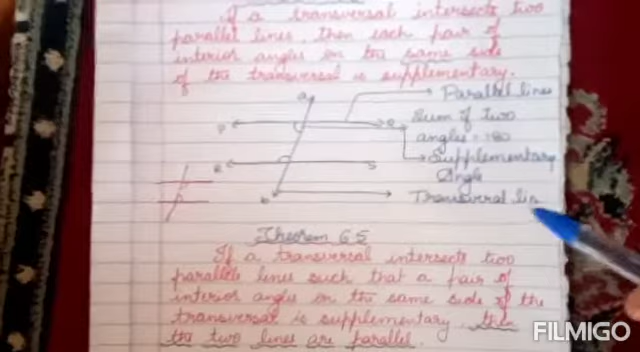 If a transversal intersects two
parallel lines, then each pair of
interior angles on the same side
of the transversal is supplementary.
a
Parallel lines
P
Q
Sum of two
angles = 180
Supplementary
Angle
R
S
b
Transversal lin
Theorem 6.5
If a transversal intersects two
parallel lines such that a pair of
interior angles on the same side of the
transversal is supplementary, then
the two lines are parallel.
FILMIGO